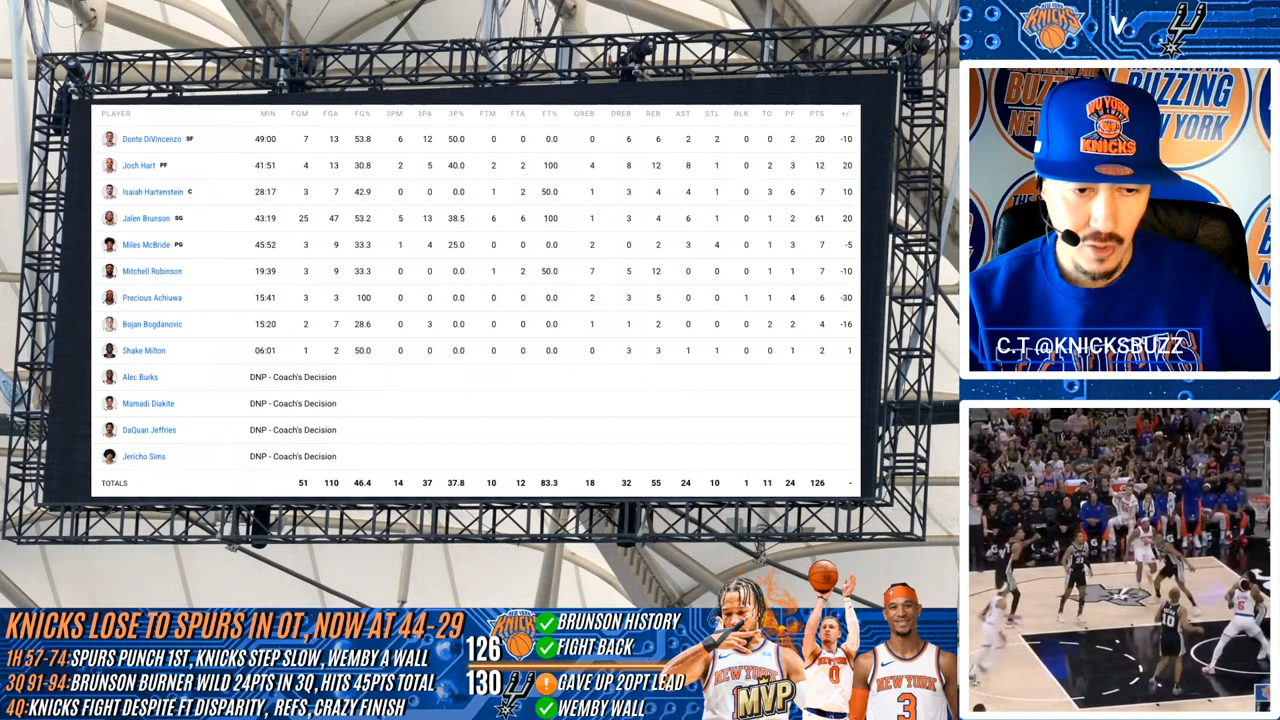 PLAYER MIN FGM FGA FG% 3PM 3PA 3P% FTM FTA FT% OREB DREB REB AST STL BLK TO PF PTS +/-
Donte DiVincenzo SF 49:00 7 13 53.8 6 12 50.0 0 0 0.0 0 6 6 2 2 0 0 2 20 -10
Josh Hart PF 41:51 4 13 30.8 2 5 40.0 2 2 100 4 8 12 8 1 0 2 3 12 20
Isaiah Hartenstein C 28:17 3 7 42.9 0 0 0.0 1 2 50.0 1 3 4 4 1 0 3 6 7 10
Jalen Brunson SG 43:19 25 47 53.2 5 13 38.5 6 6 100 1 3 4 6 1 0 1 2 61 20
Miles McBride PG 45:52 3 9 33.3 1 4 25.0 0 0 0.0 2 0 2 3 4 0 1 3 7 -5
Mitchell Robinson 19:39 3 9 33.3 0 0 0.0 1 2 50.0 7 5 12 0 0 0 1 1 7 -10
Precious Achiuwa 15:41 3 3 100 0 0 0.0 0 0 0.0 2 3 5 0 0 1 1 4 6 -30
Bojan Bogdanovic 15:20 2 7 28.6 0 3 0.0 0 0 0.0 1 1 2 0 0 0 2 2 4 -16
Shake Milton 06:01 1 2 50.0 0 0 0.0 0 0 0.0 0 3 3 1 1 0 0 1 2 1
Alec Burks DNP - Coach's Decision
Mamadi Diakite DNP - Coach's Decision
DaQuan Jeffries DNP - Coach's Decision
Jericho Sims DNP - Coach's Decision
TOTALS 51 110 46.4 14 37 37.8 10 12 83.3 18 32 55 24 10 1 11 24 126 -
NEW YORK
KNICKS
V
BUZZING
NEW YORK
NEW YORK
KNICKS
C.T @KNICKSBUZZ
KNICKS LOSE TO SPURS IN OT, NOW AT 44-29
1H 57-74:SPURS PUNCH 1ST, KNICKS STEP SLOW, WEMBY A WALL
3Q 91-94:BRUNSON BURNER WILD 24PTS IN 3Q, HITS 45PTS TOTAL
4Q:KNICKS FIGHT DESPITE FT DISPARITY, REFS, CRAZY FINISH
126
KNICKS
130
BRUNSON HISTORY
FIGHT BACK
GAVE UP 20PT LEAD
WEMBY WALL
NEW YORK
MVP
NEW YORK
0
NEW YORK
3
10
5